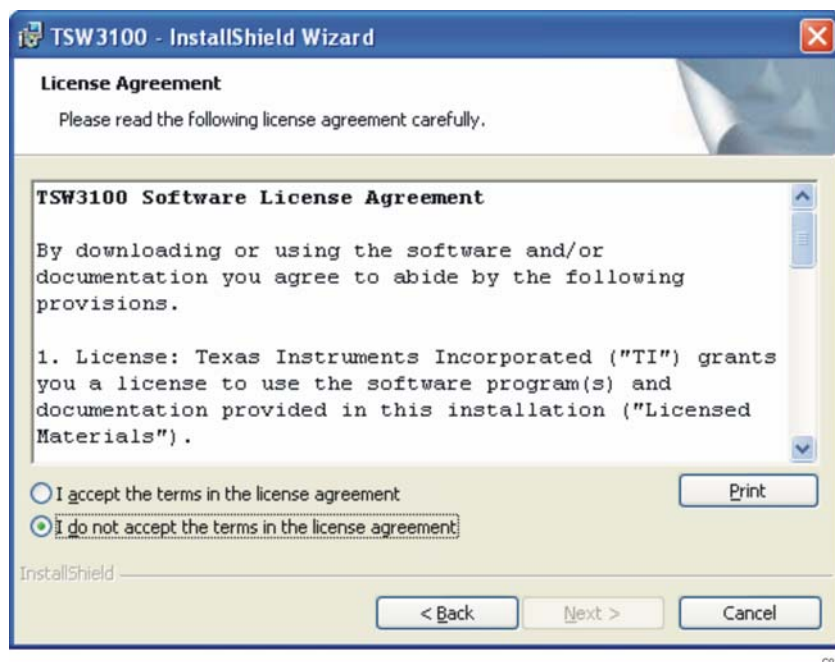 TSW3100 - InstallShield Wizard
License Agreement
Please read the following license agreement carefully.
TSW3100 Software License Agreement
By downloading or using the software and/or
documentation you agree to abide by the following
provisions.
1. License: Texas Instruments Incorporated ("TI") grants
you a license to use the software program(s) and
documentation provided in this installation ("Licensed
Materials").
I accept the terms in the license agreement
Print
I do not accept the terms in the license agreement
InstallShield
< Back
Next >
Cancel